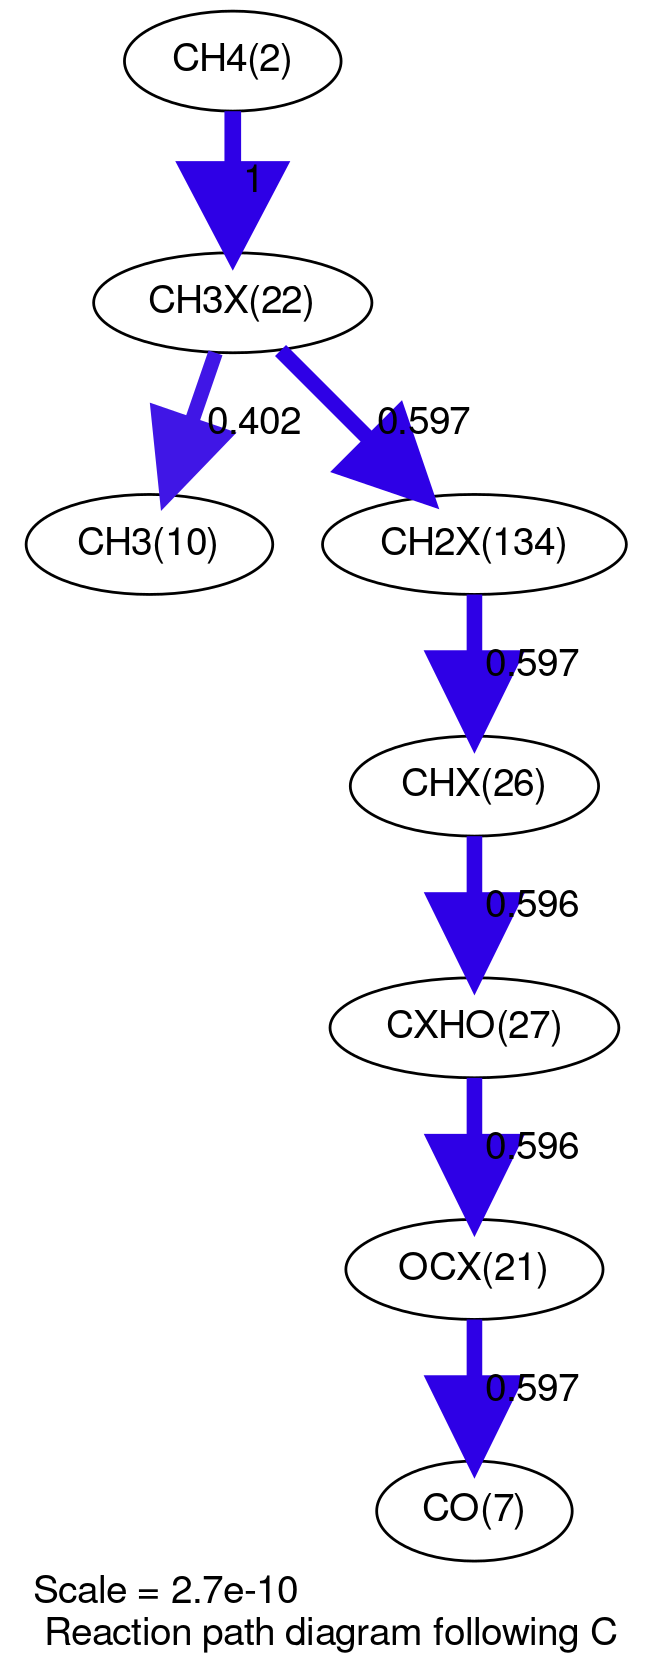 CH4(2)
1
CH3X(22)
0.402
0.597
CH3(10)
CH2X(134)
0.597
CHX(26)
0.596
CXHO(27)
0.596
OCX(21)
0.597
CO(7)
Scale = 2.7e-10
Reaction path diagram following C